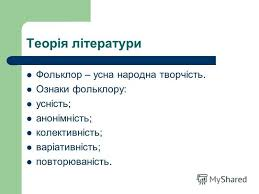 Теорія літератури
Фольклор – усна народна творчість.
Ознаки фольклору:
усність;
анонімність;
колективність;
варіативність;
повторюваність.
MyShared